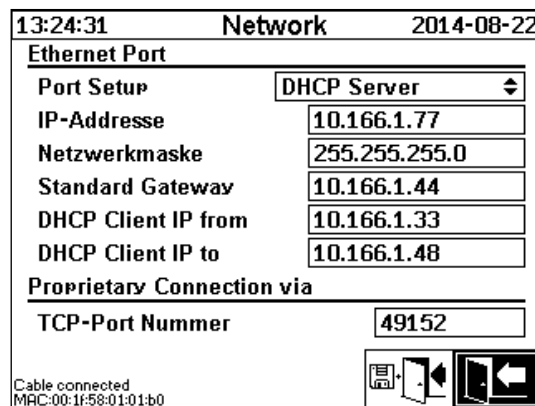 13:24:31 Network 2014-08-22
Ethernet Port
Port Setup DHCP Server
IP-Addresse 10.166.1.77
Netzwerkmaske 255.255.255.0
Standard Gateway 10.166.1.44
DHCP Client IP from 10.166.1.33
DHCP Client IP to 10.166.1.48
Proprietary Connection via
TCP-Port Nummer 49152
Cable connected
MAC:00:1f:58:01:01:b0